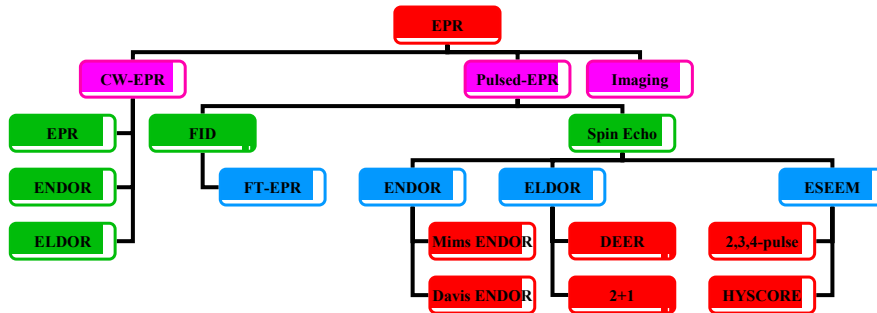 EPR
CW-EPR Pulsed-EPR Imaging
EPR FID Spin Echo
ENDOR FT-EPR ENDOR ELDOR ESEEM
ELDOR Mims ENDOR DEER 2,3,4-pulse
Davis ENDOR 2+1 HYSCORE